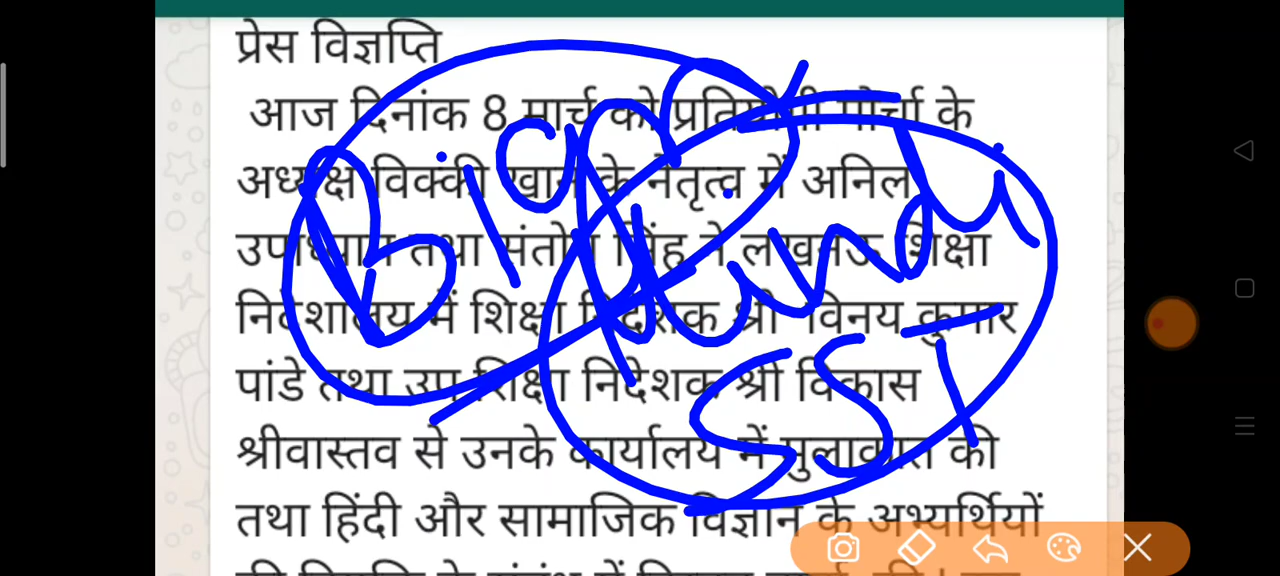 प्रेस विज्ञप्ति
आज दिनांक 8 मार्च को प्रतियोगी मोर्चा के
अध्यक्ष विक्की खान के नेतृत्व में अनिल
उपाध्याय तथा संतोष सिंह ने लखनऊ शिक्षा
निदेशालय में शिक्षा निदेशक श्री विनय कुमार
पांडे तथा उप शिक्षा निदेशक श्री विकास
श्रीवास्तव से उनके कार्यालय में मुलाकात की
तथा हिंदी और सामाजिक विज्ञान के अभ्यर्थियों
Big
Hindi
SST